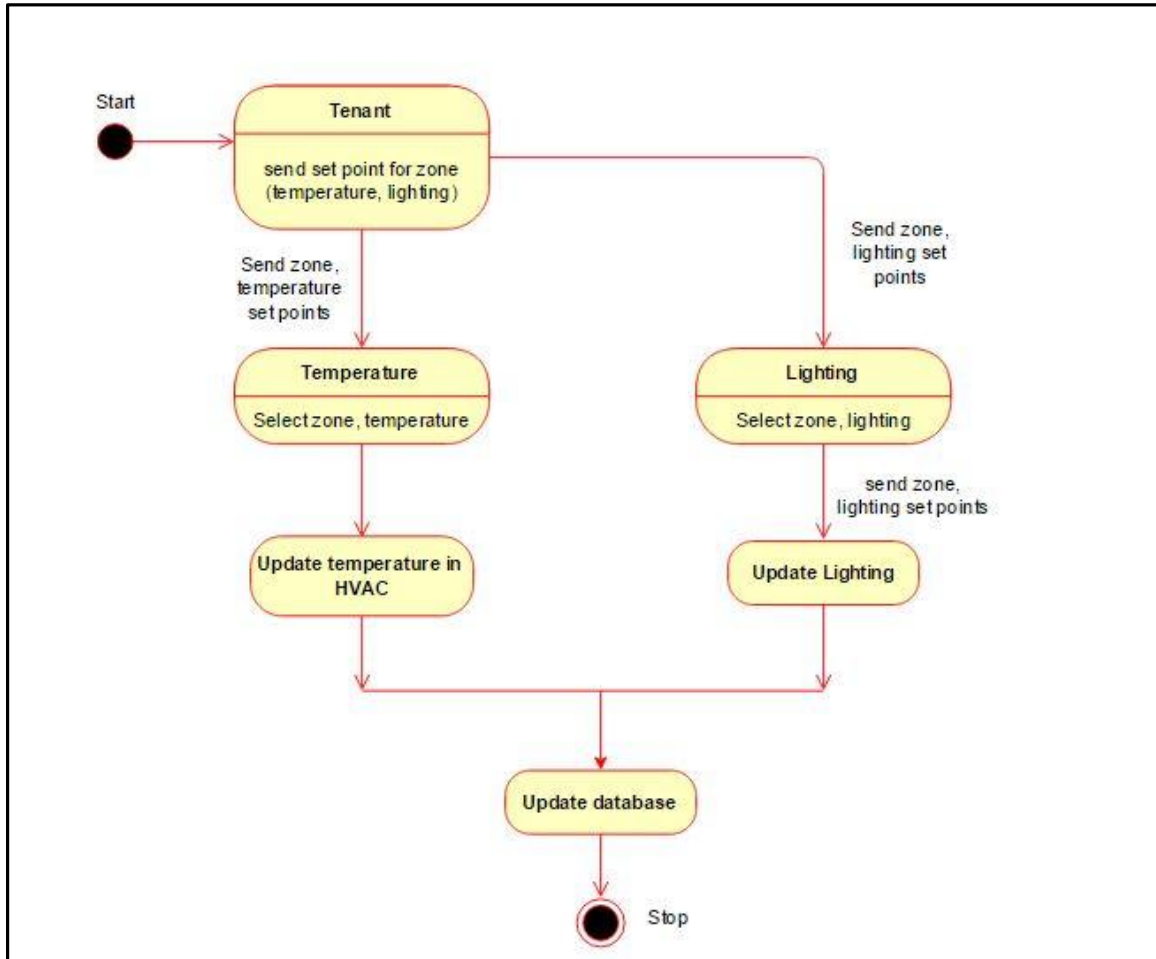 Start
Tenant
send set point for zone
(temperature, lighting)
Send zone,
temperature
set points
Send zone,
lighting set
points
Temperature
Select zone, temperature
Lighting
Select zone, lighting
send zone,
lighting set points
Update temperature in
HVAC
Update Lighting
Update database
Stop